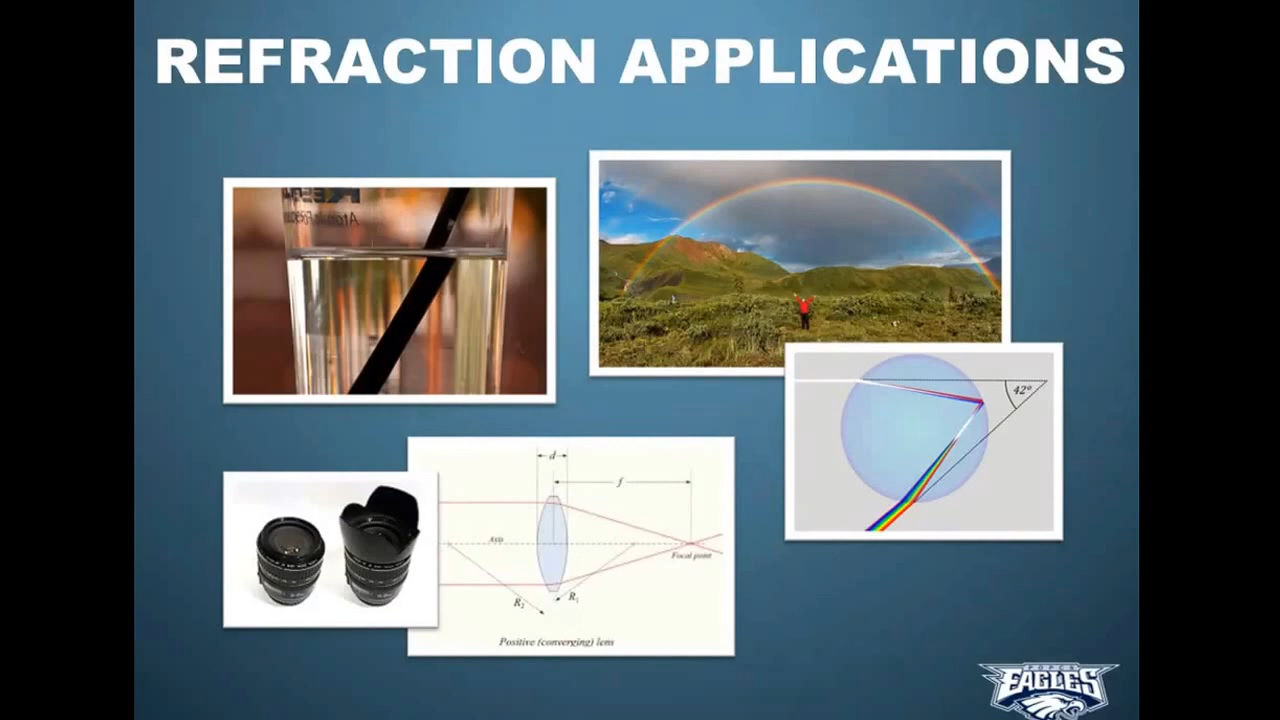 REFRACTION APPLICATIONS
42°
d
f
Axis
Focal point
R₂
R₁
Positive (converging) lens
EAGLES